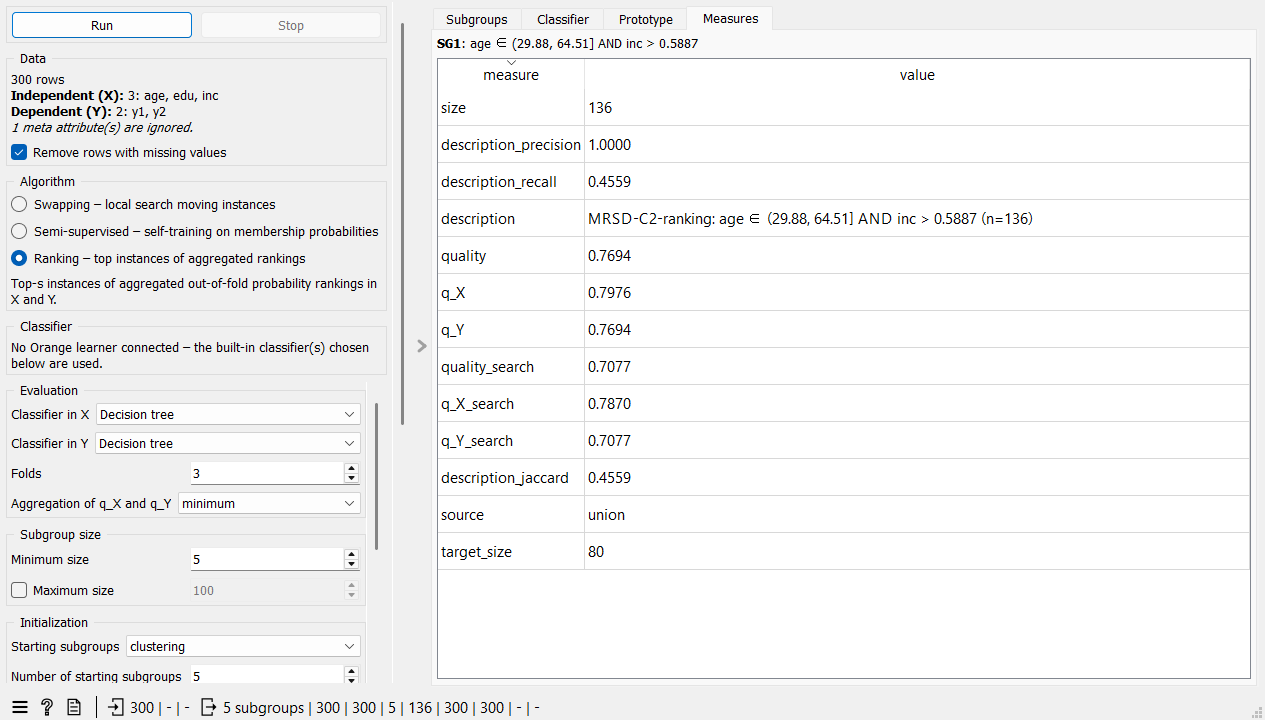 Run
Stop
Data
300 rows
Independent (X): 3: age, edu, inc
Dependent (Y): 2: y1, y2
1 meta attribute(s) are ignored.
Remove rows with missing values
Algorithm
Swapping – local search moving instances
Semi-supervised – self-training on membership probabilities
Ranking – top instances of aggregated rankings
Top-s instances of aggregated out-of-fold probability rankings in
X and Y.
Classifier
No Orange learner connected – the built-in classifier(s) chosen
below are used.
Evaluation
Classifier in X Decision tree
Classifier in Y Decision tree
Folds 3
Aggregation of q_X and q_Y minimum
Subgroup size
Minimum size 5
Maximum size 100
Initialization
Starting subgroups clustering
Number of starting subgroups 5
Subgroups Classifier Prototype Measures
SG1: age ∈ (29.88, 64.51] AND inc > 0.5887
measure value
size 136
description_precision 1.0000
description_recall 0.4559
description MRSD-C2-ranking: age ∈ (29.88, 64.51] AND inc > 0.5887 (n=136)
quality 0.7694
q_X 0.7976
q_Y 0.7694
quality_search 0.7077
q_X_search 0.7870
q_Y_search 0.7077
description_jaccard 0.4559
source union
target_size 80
300 | - | - 5 subgroups | 300 | 300 | 5 | 136 | 300 | 300 | - | -